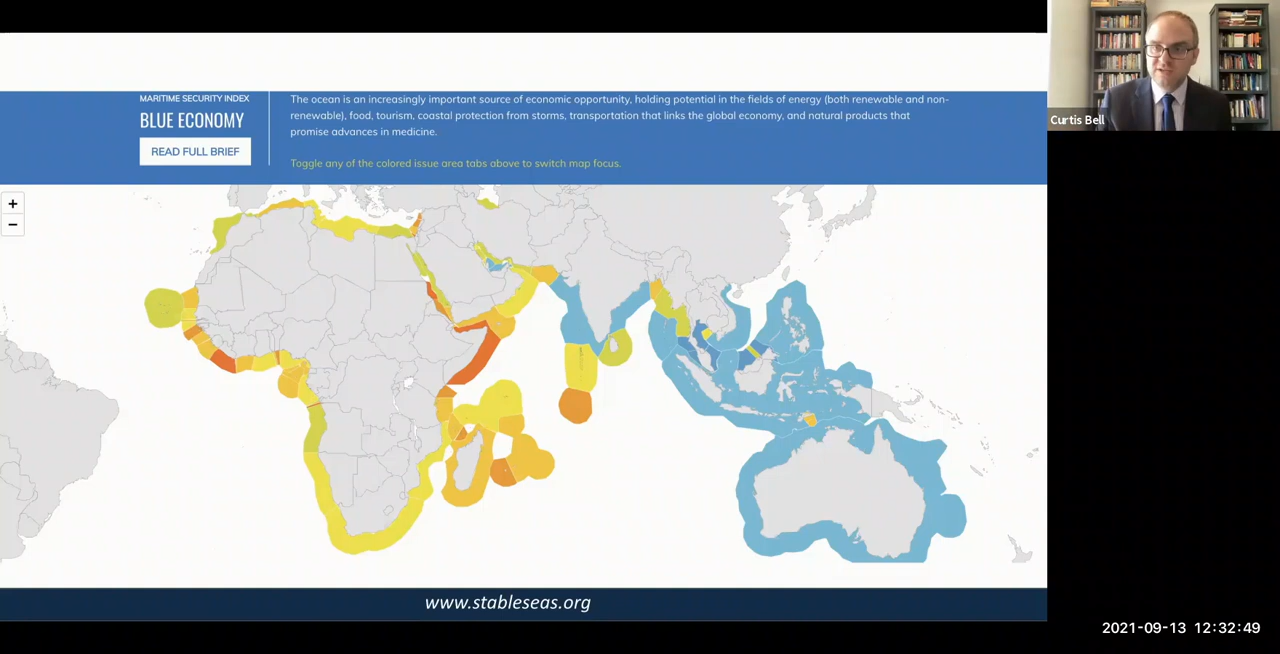 MARITIME SECURITY INDEX
BLUE ECONOMY
READ FULL BRIEF
The ocean is an increasingly important source of economic opportunity, holding potential in the fields of energy (both renewable and non-
renewable), food, tourism, coastal protection from storms, transportation that links the global economy, and natural products that
promise advances in medicine.
Toggle any of the colored issue area tabs above to switch map focus.
+
−
Curtis Bell
www.stableseas.org
2021-09-13 12:32:49